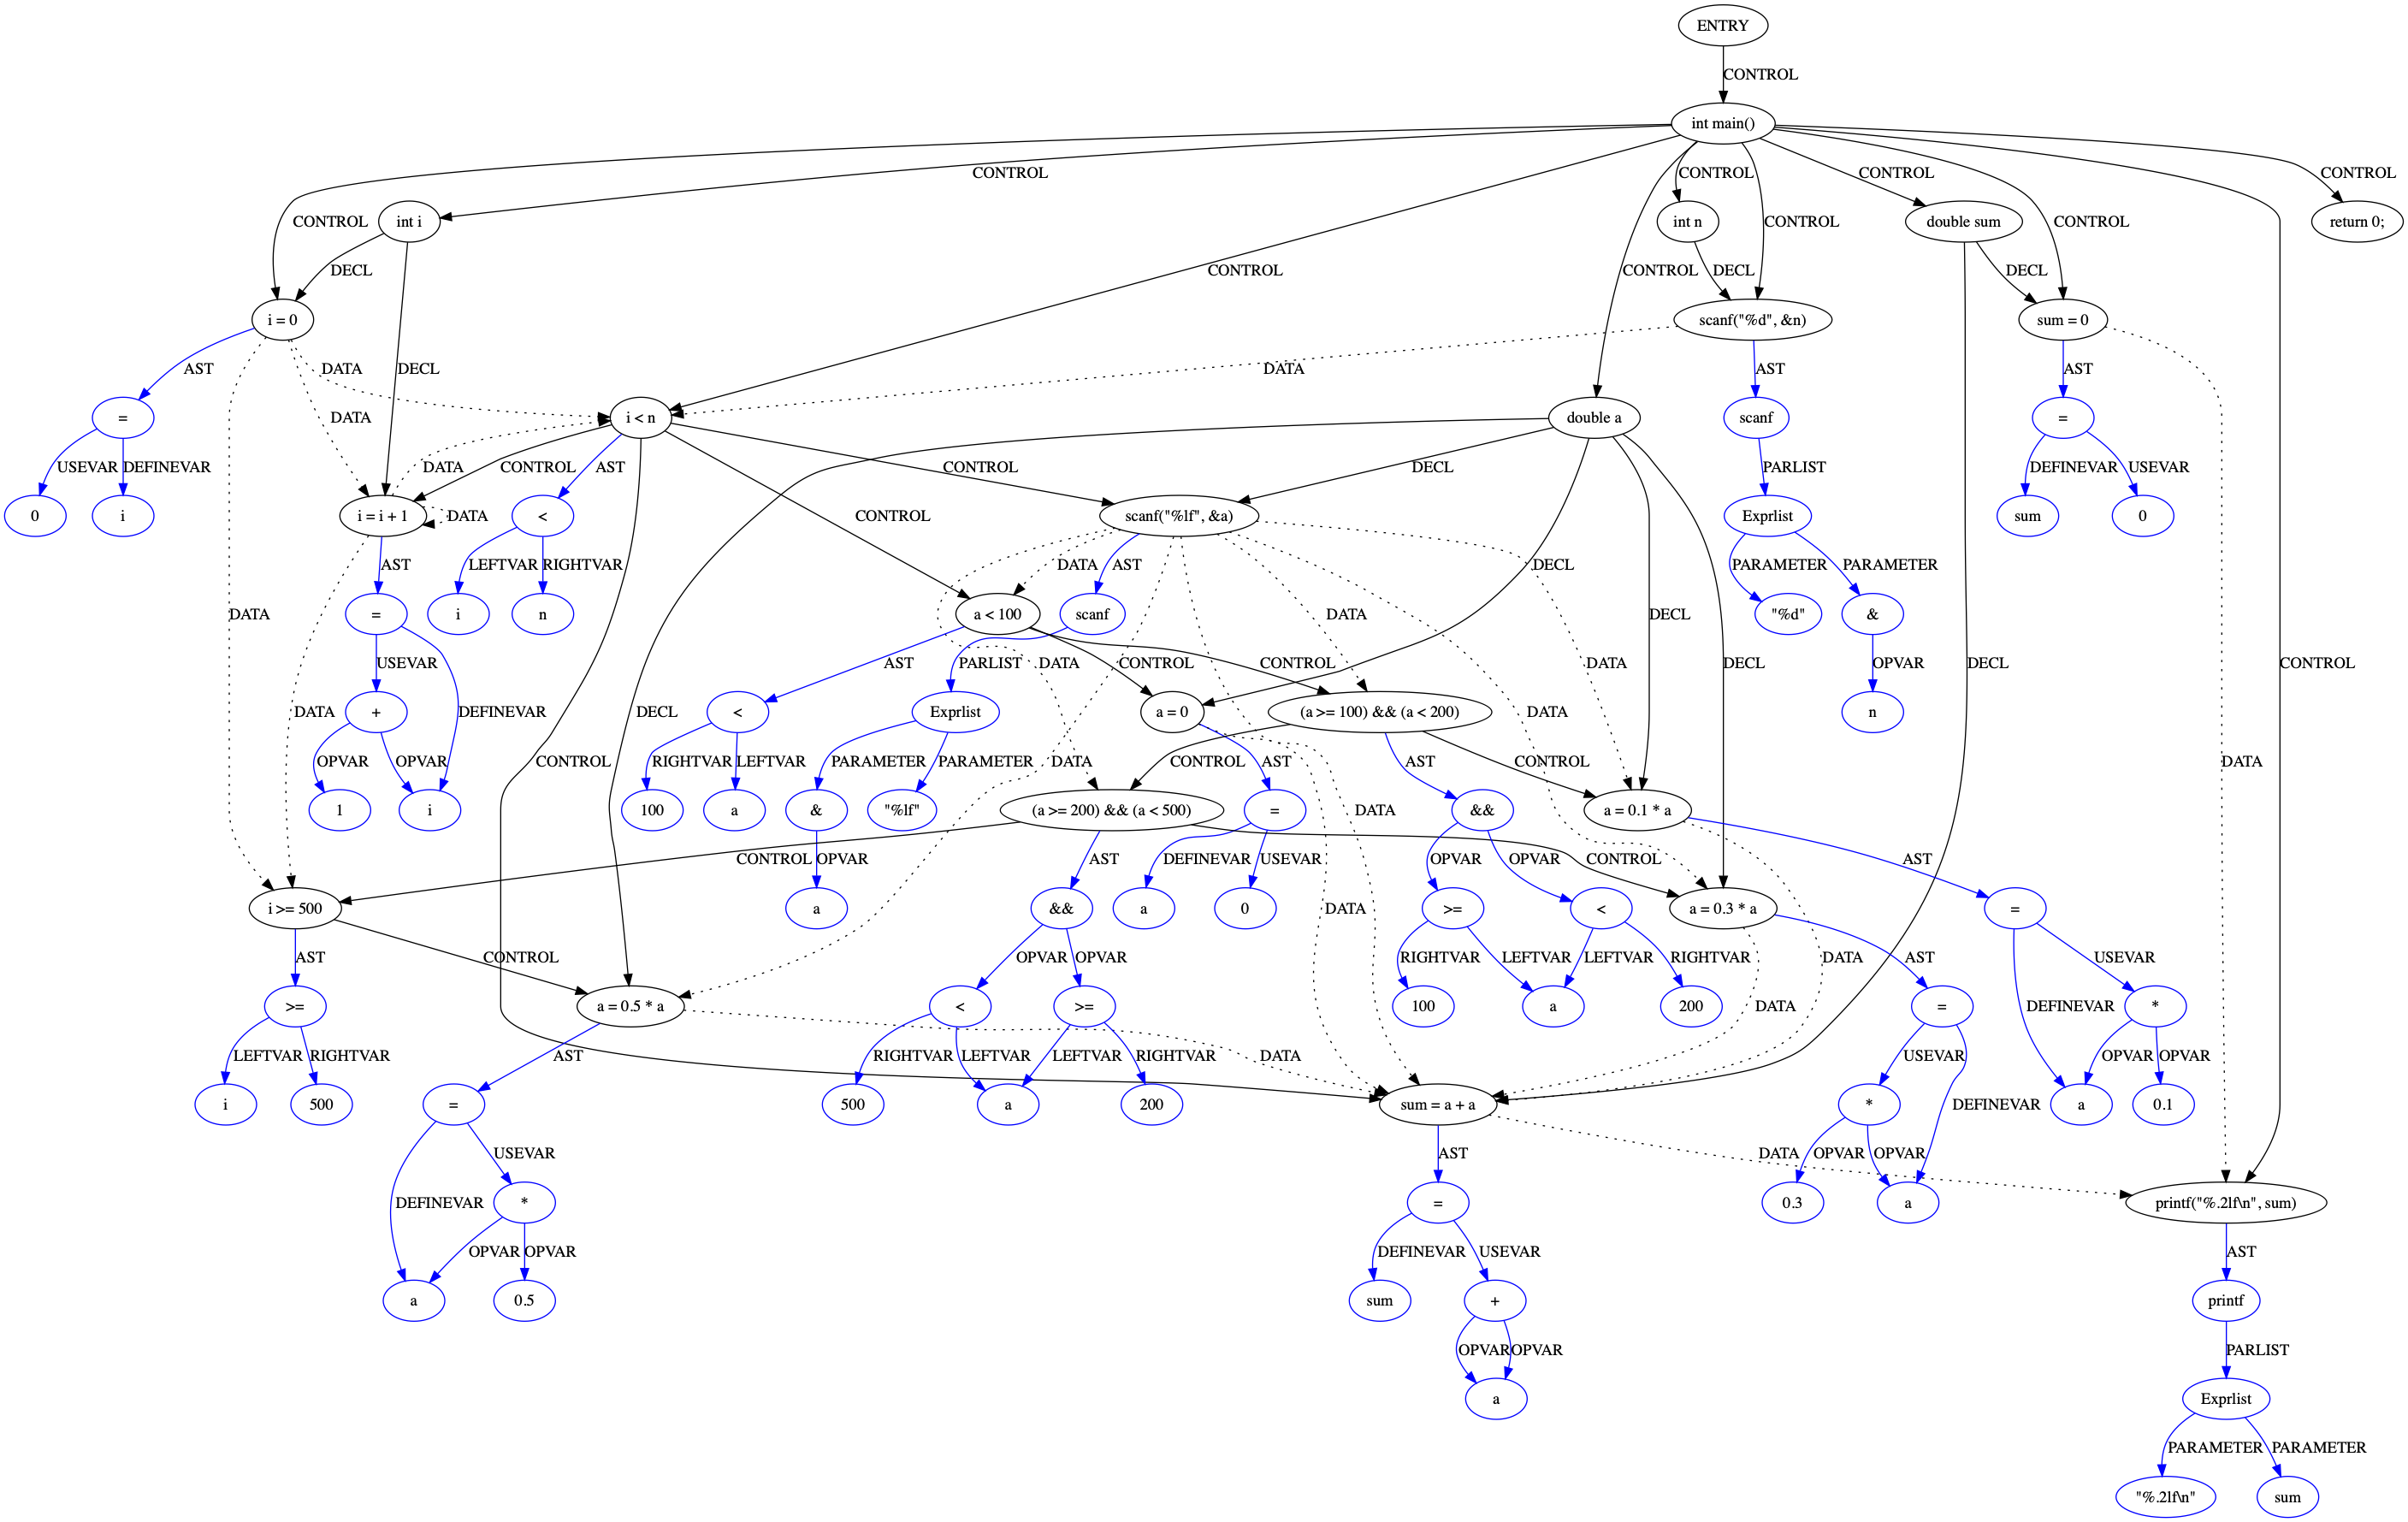 ENTRY
CONTROL
int main()
CONTROL
CONTROL
CONTROL
CONTROL
int i
int n
double sum
return 0;
CONTROL
CONTROL
CONTROL
DECL
CONTROL
CONTROL
DECL
DECL
i = 0
scanf("%d", &n)
sum = 0
AST
DATA
DECL
DATA
AST
AST
=
DATA
i < n
double a
scanf
=
USEVAR
DEFINEVAR
DATA
CONTROL
AST
CONTROL
DECL
PARLIST
DEFINEVAR
USEVAR
0
i
i = i + 1
DATA
<
CONTROL
scanf("%lf", &a)
Exprlist
sum
0
AST
LEFTVAR
RIGHTVAR
DATA
AST
DECL
PARAMETER
PARAMETER
DATA
=
i
n
a < 100
scanf
DATA
DECL
"%d"
&
USEVAR
AST
PARLIST
DATA
CONTROL
CONTROL
DATA
DECL
OPVAR
DECL
CONTROL
DATA
+
DEFINEVAR
DECL
<
Exprlist
a = 0
(a >= 100) && (a < 200)
DATA
n
OPVAR
OPVAR
CONTROL
RIGHTVAR
LEFTVAR
PARAMETER
PARAMETER
DATA
CONTROL
AST
AST
CONTROL
DATA
1
i
100
a
&
"%lf"
(a >= 200) && (a < 500)
=
DATA
&&
a = 0.1 * a
CONTROL
OPVAR
AST
DEFINEVAR
USEVAR
OPVAR
OPVAR
CONTROL
AST
i >= 500
a
&&
a
0
DATA
>=
<
a = 0.3 * a
=
AST
CONTROL
OPVAR
OPVAR
RIGHTVAR
LEFTVAR
LEFTVAR
RIGHTVAR
DATA
AST
USEVAR
>=
a = 0.5 * a
<
>=
100
a
200
DATA
=
DEFINEVAR
*
LEFTVAR
RIGHTVAR
AST
RIGHTVAR
LEFTVAR
LEFTVAR
RIGHTVAR
DATA
USEVAR
OPVAR
OPVAR
i
500
=
500
a
200
sum = a + a
*
DEFINEVAR
a
0.1
USEVAR
AST
OPVAR
OPVAR
DATA
DEFINEVAR
*
=
0.3
a
printf("%.2lf\n", sum)
OPVAR
OPVAR
DEFINEVAR
USEVAR
AST
a
0.5
sum
+
printf
OPVAR
OPVAR
PARLIST
a
Exprlist
PARAMETER
PARAMETER
"%.2lf\n"
sum